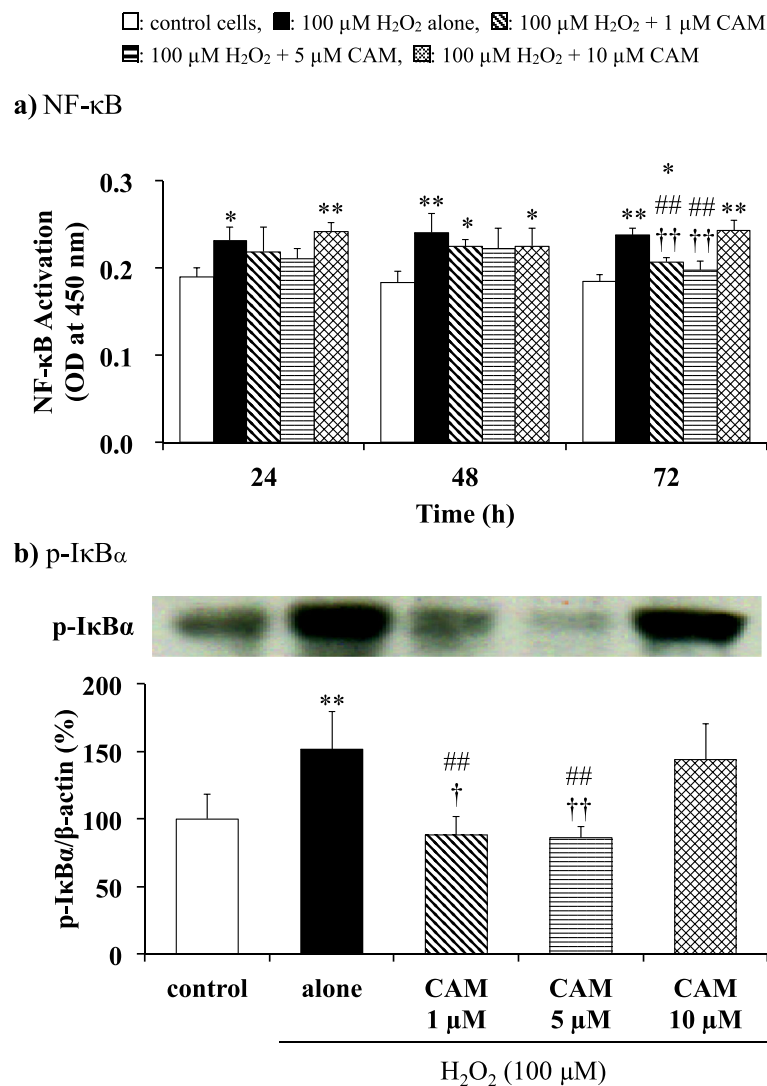 □: control cells, ■: 100 µM H₂O₂ alone, ▧: 100 µM H₂O₂ + 1 µM CAM
▤: 100 µM H₂O₂ + 5 µM CAM, ▩: 100 µM H₂O₂ + 10 µM CAM
a) NF-κB
NF-κB Activation
(OD at 450 nm)
0.3
0.2
0.1
0.0
* **
** * *
*
** ## ## **
†† ††
24 48 72
Time (h)
b) p-IκBα
p-IκBα
p-IκBα/β-actin (%)
200
150
100
50
0
**
## ##
† ††
control alone CAM CAM CAM
1 µM 5 µM 10 µM
H₂O₂ (100 µM)